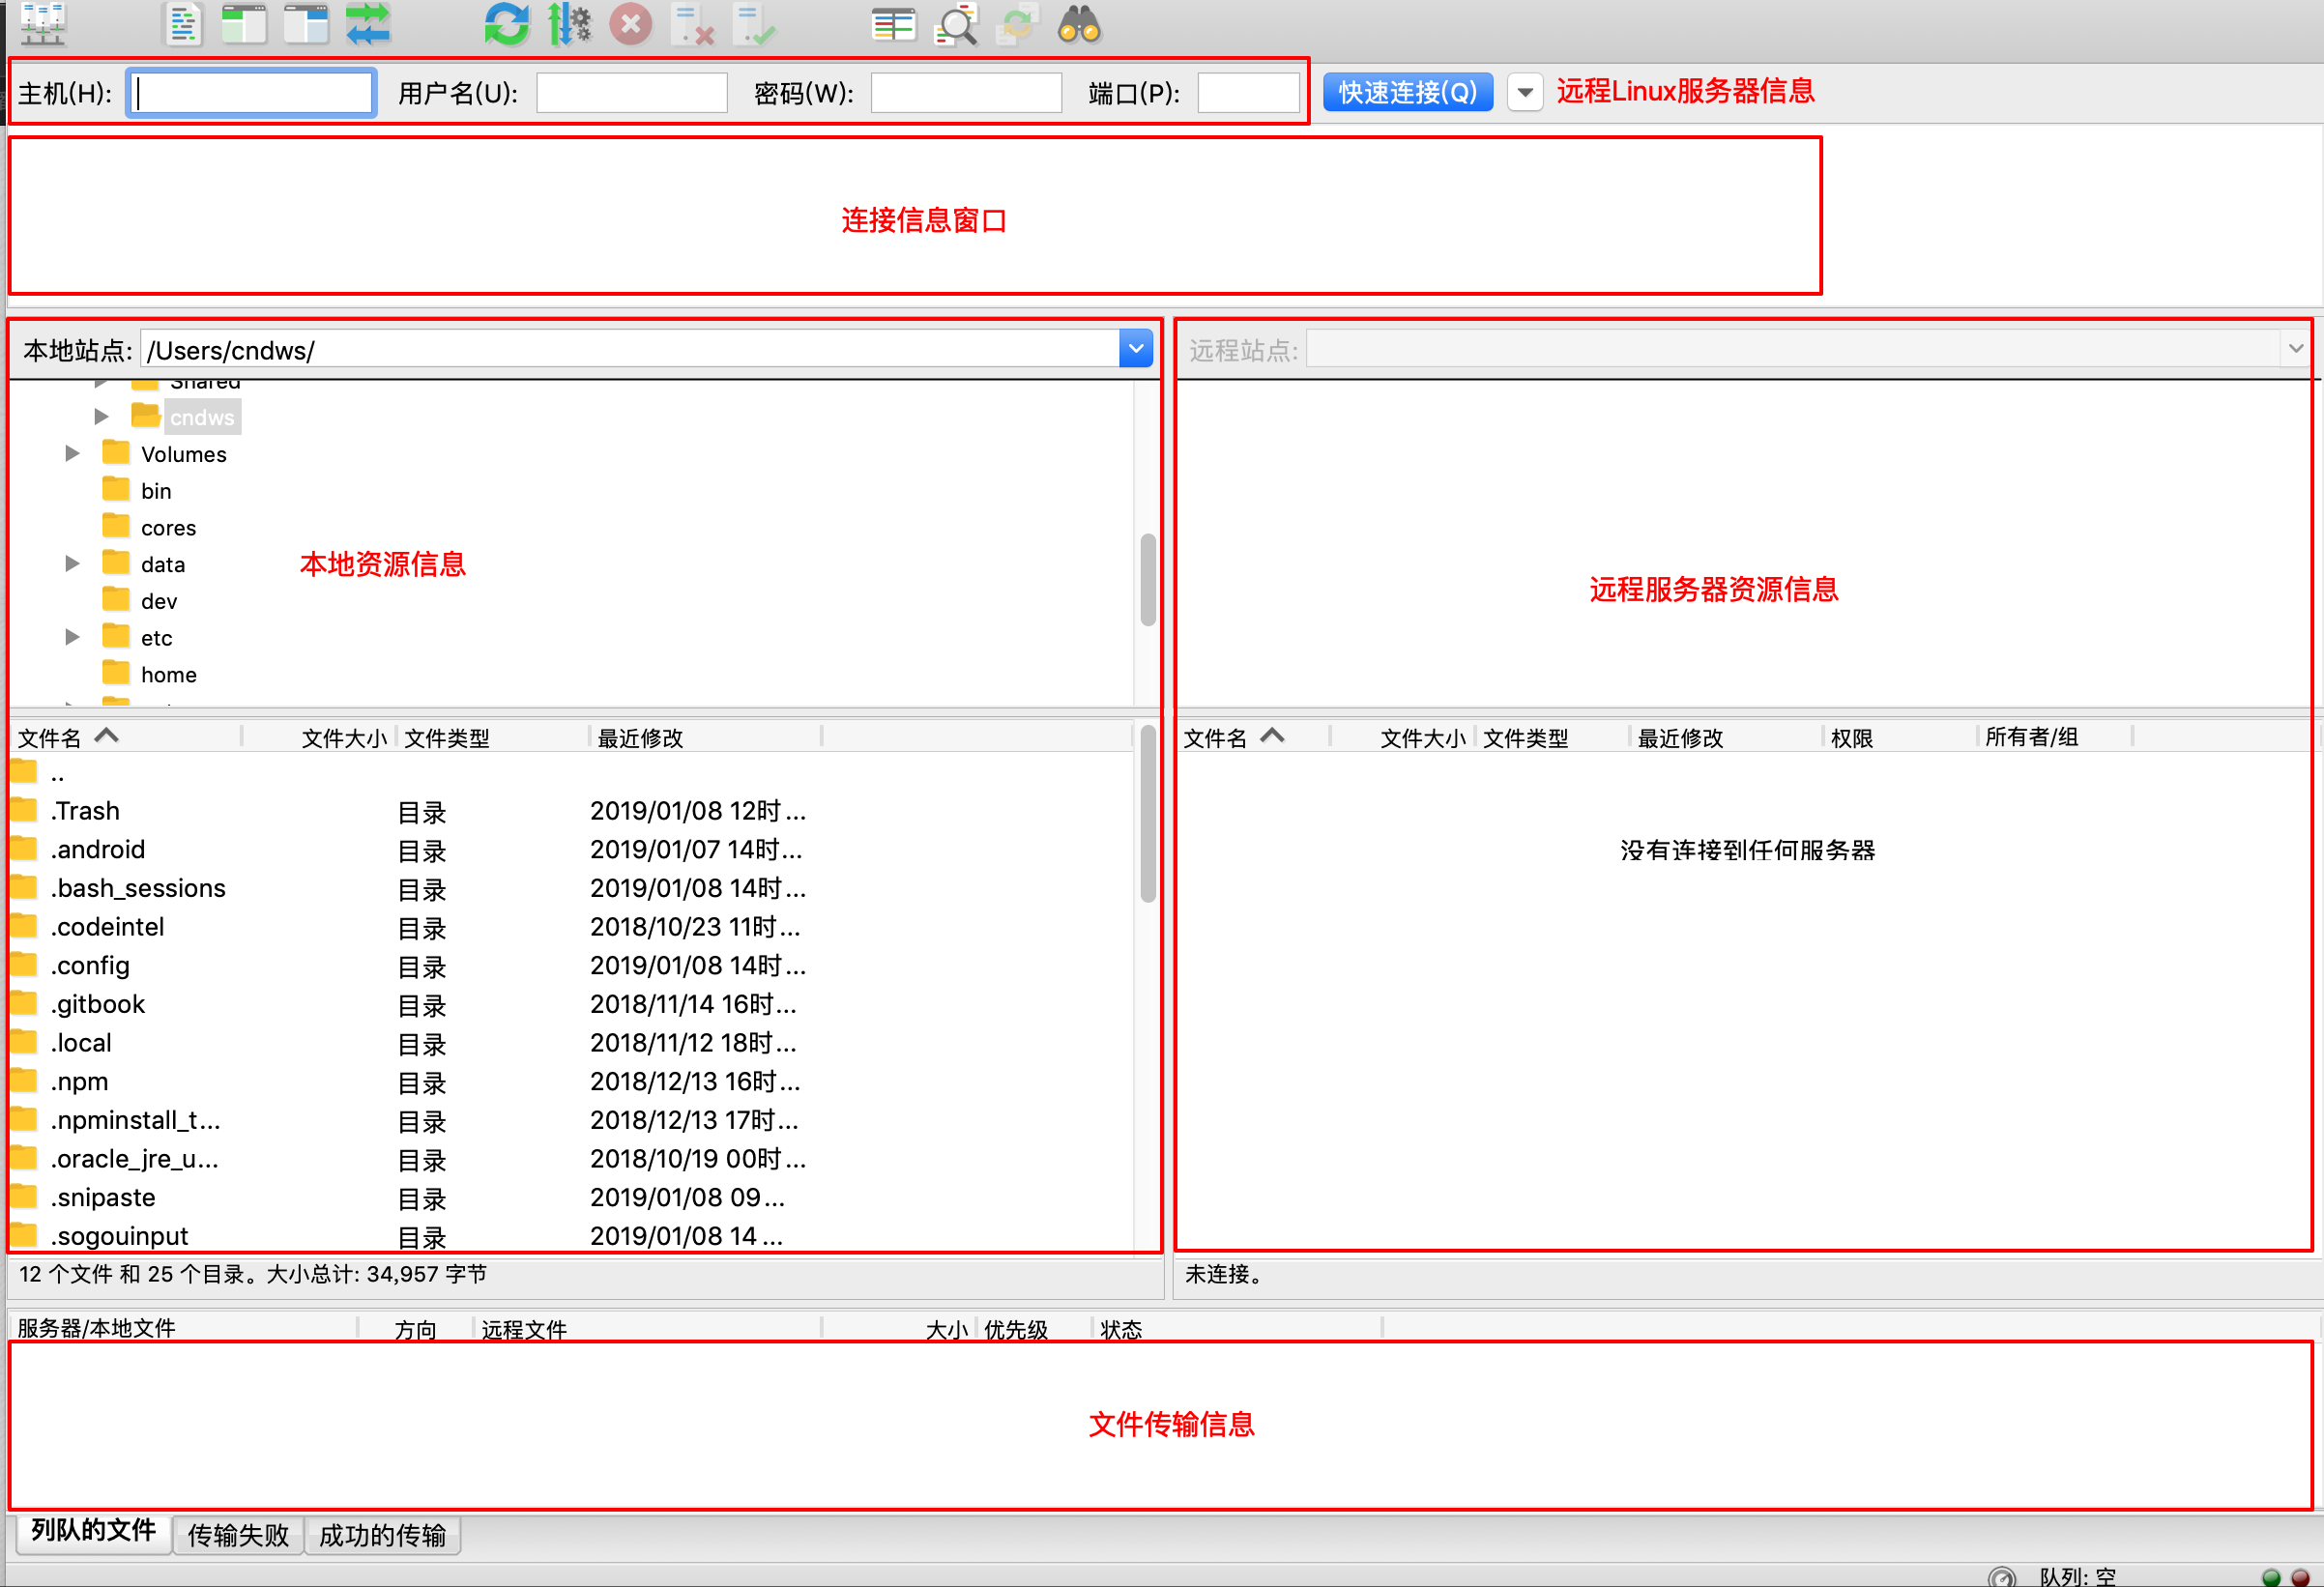 主机(H): 用户名(U): 密码(W): 端口(P): 快速连接(Q) 远程Linux服务器信息
连接信息窗口
本地站点: /Users/cndws/
Shared
cndws
Volumes
bin
cores
data
dev
etc
home
本地资源信息
文件名 文件大小 文件类型 最近修改
..
.Trash 目录 2019/01/08 12时...
.android 目录 2019/01/07 14时...
.bash_sessions 目录 2019/01/08 14时...
.codeintel 目录 2018/10/23 11时...
.config 目录 2019/01/08 14时...
.gitbook 目录 2018/11/14 16时...
.local 目录 2018/11/12 18时...
.npm 目录 2018/12/13 16时...
.npminstall_t... 目录 2018/12/13 17时...
.oracle_jre_u... 目录 2018/10/19 00时...
.snipaste 目录 2019/01/08 09...
.sogouinput 目录 2019/01/08 14 ...
12 个文件 和 25 个目录。大小总计: 34,957 字节
远程站点:
远程服务器资源信息
文件名 文件大小 文件类型 最近修改 权限 所有者/组
没有连接到任何服务器
未连接。
服务器/本地文件 方向 远程文件 大小 优先级 状态
文件传输信息
列队的文件 传输失败 成功的传输
队列: 空